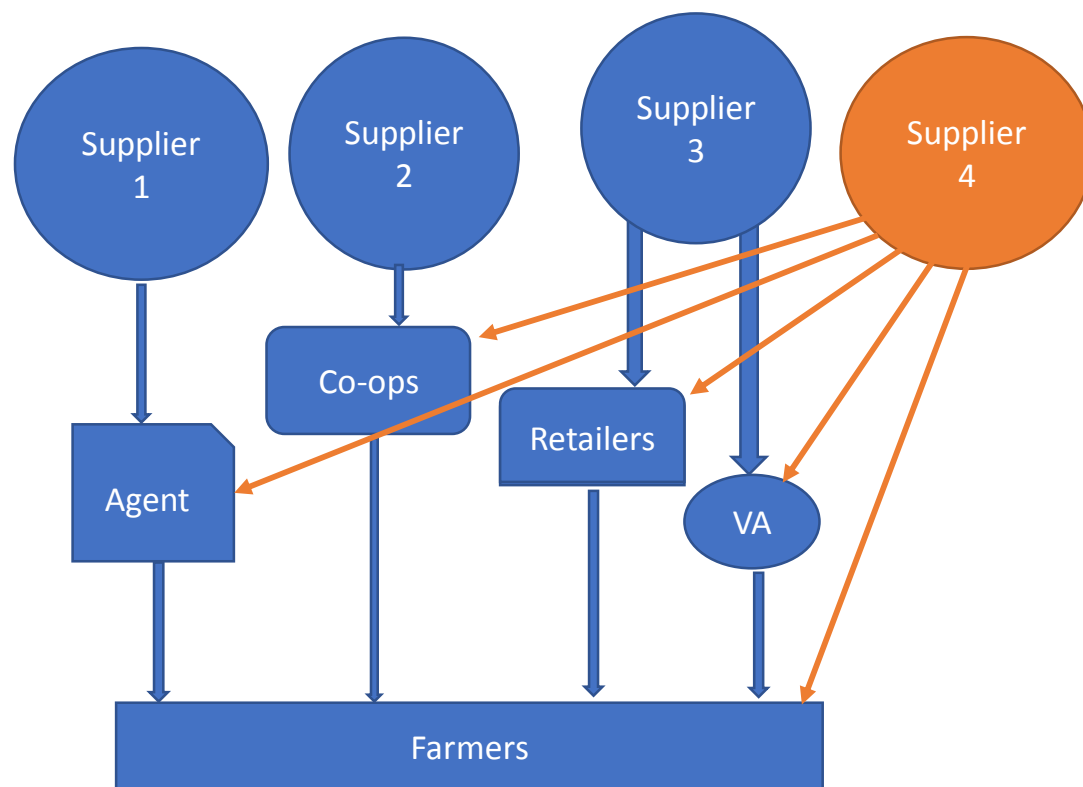 Supplier
1
Supplier
2
Supplier
3
Supplier
4
Co-ops
Retailers
Agent
VA
Farmers